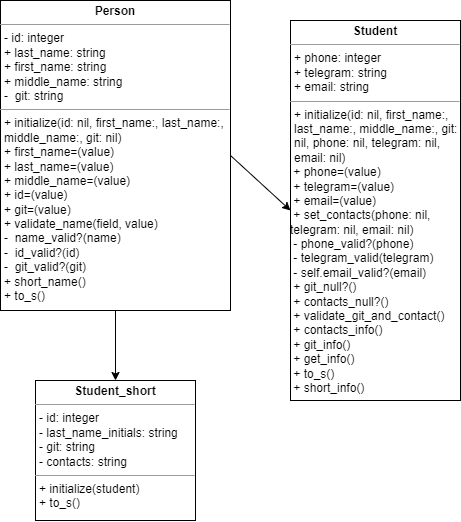 Person
- id: integer
+ last_name: string
+ first_name: string
+ middle_name: string
- git: string
+ initialize(id: nil, first_name:, last_name:,
middle_name:, git: nil)
+ first_name=(value)
+ last_name=(value)
+ middle_name=(value)
+ id=(value)
+ git=(value)
+ validate_name(field, value)
- name_valid?(name)
- id_valid?(id)
- git_valid?(git)
+ short_name()
+ to_s()
Student
+ phone: integer
+ telegram: string
+ email: string
+ initialize(id: nil, first_name:,
last_name:, middle_name:, git:
nil, phone: nil, telegram: nil,
email: nil)
+ phone=(value)
+ telegram=(value)
+ email=(value)
+ set_contacts(phone: nil,
telegram: nil, email: nil)
- phone_valid?(phone)
- telegram_valid(telegram)
- self.email_valid?(email)
+ git_null?()
+ contacts_null?()
+ validate_git_and_contact()
+ contacts_info()
+ git_info()
+ get_info()
+ to_s()
+ short_info()
Student_short
- id: integer
- last_name_initials: string
- git: string
- contacts: string
+ initialize(student)
+ to_s()